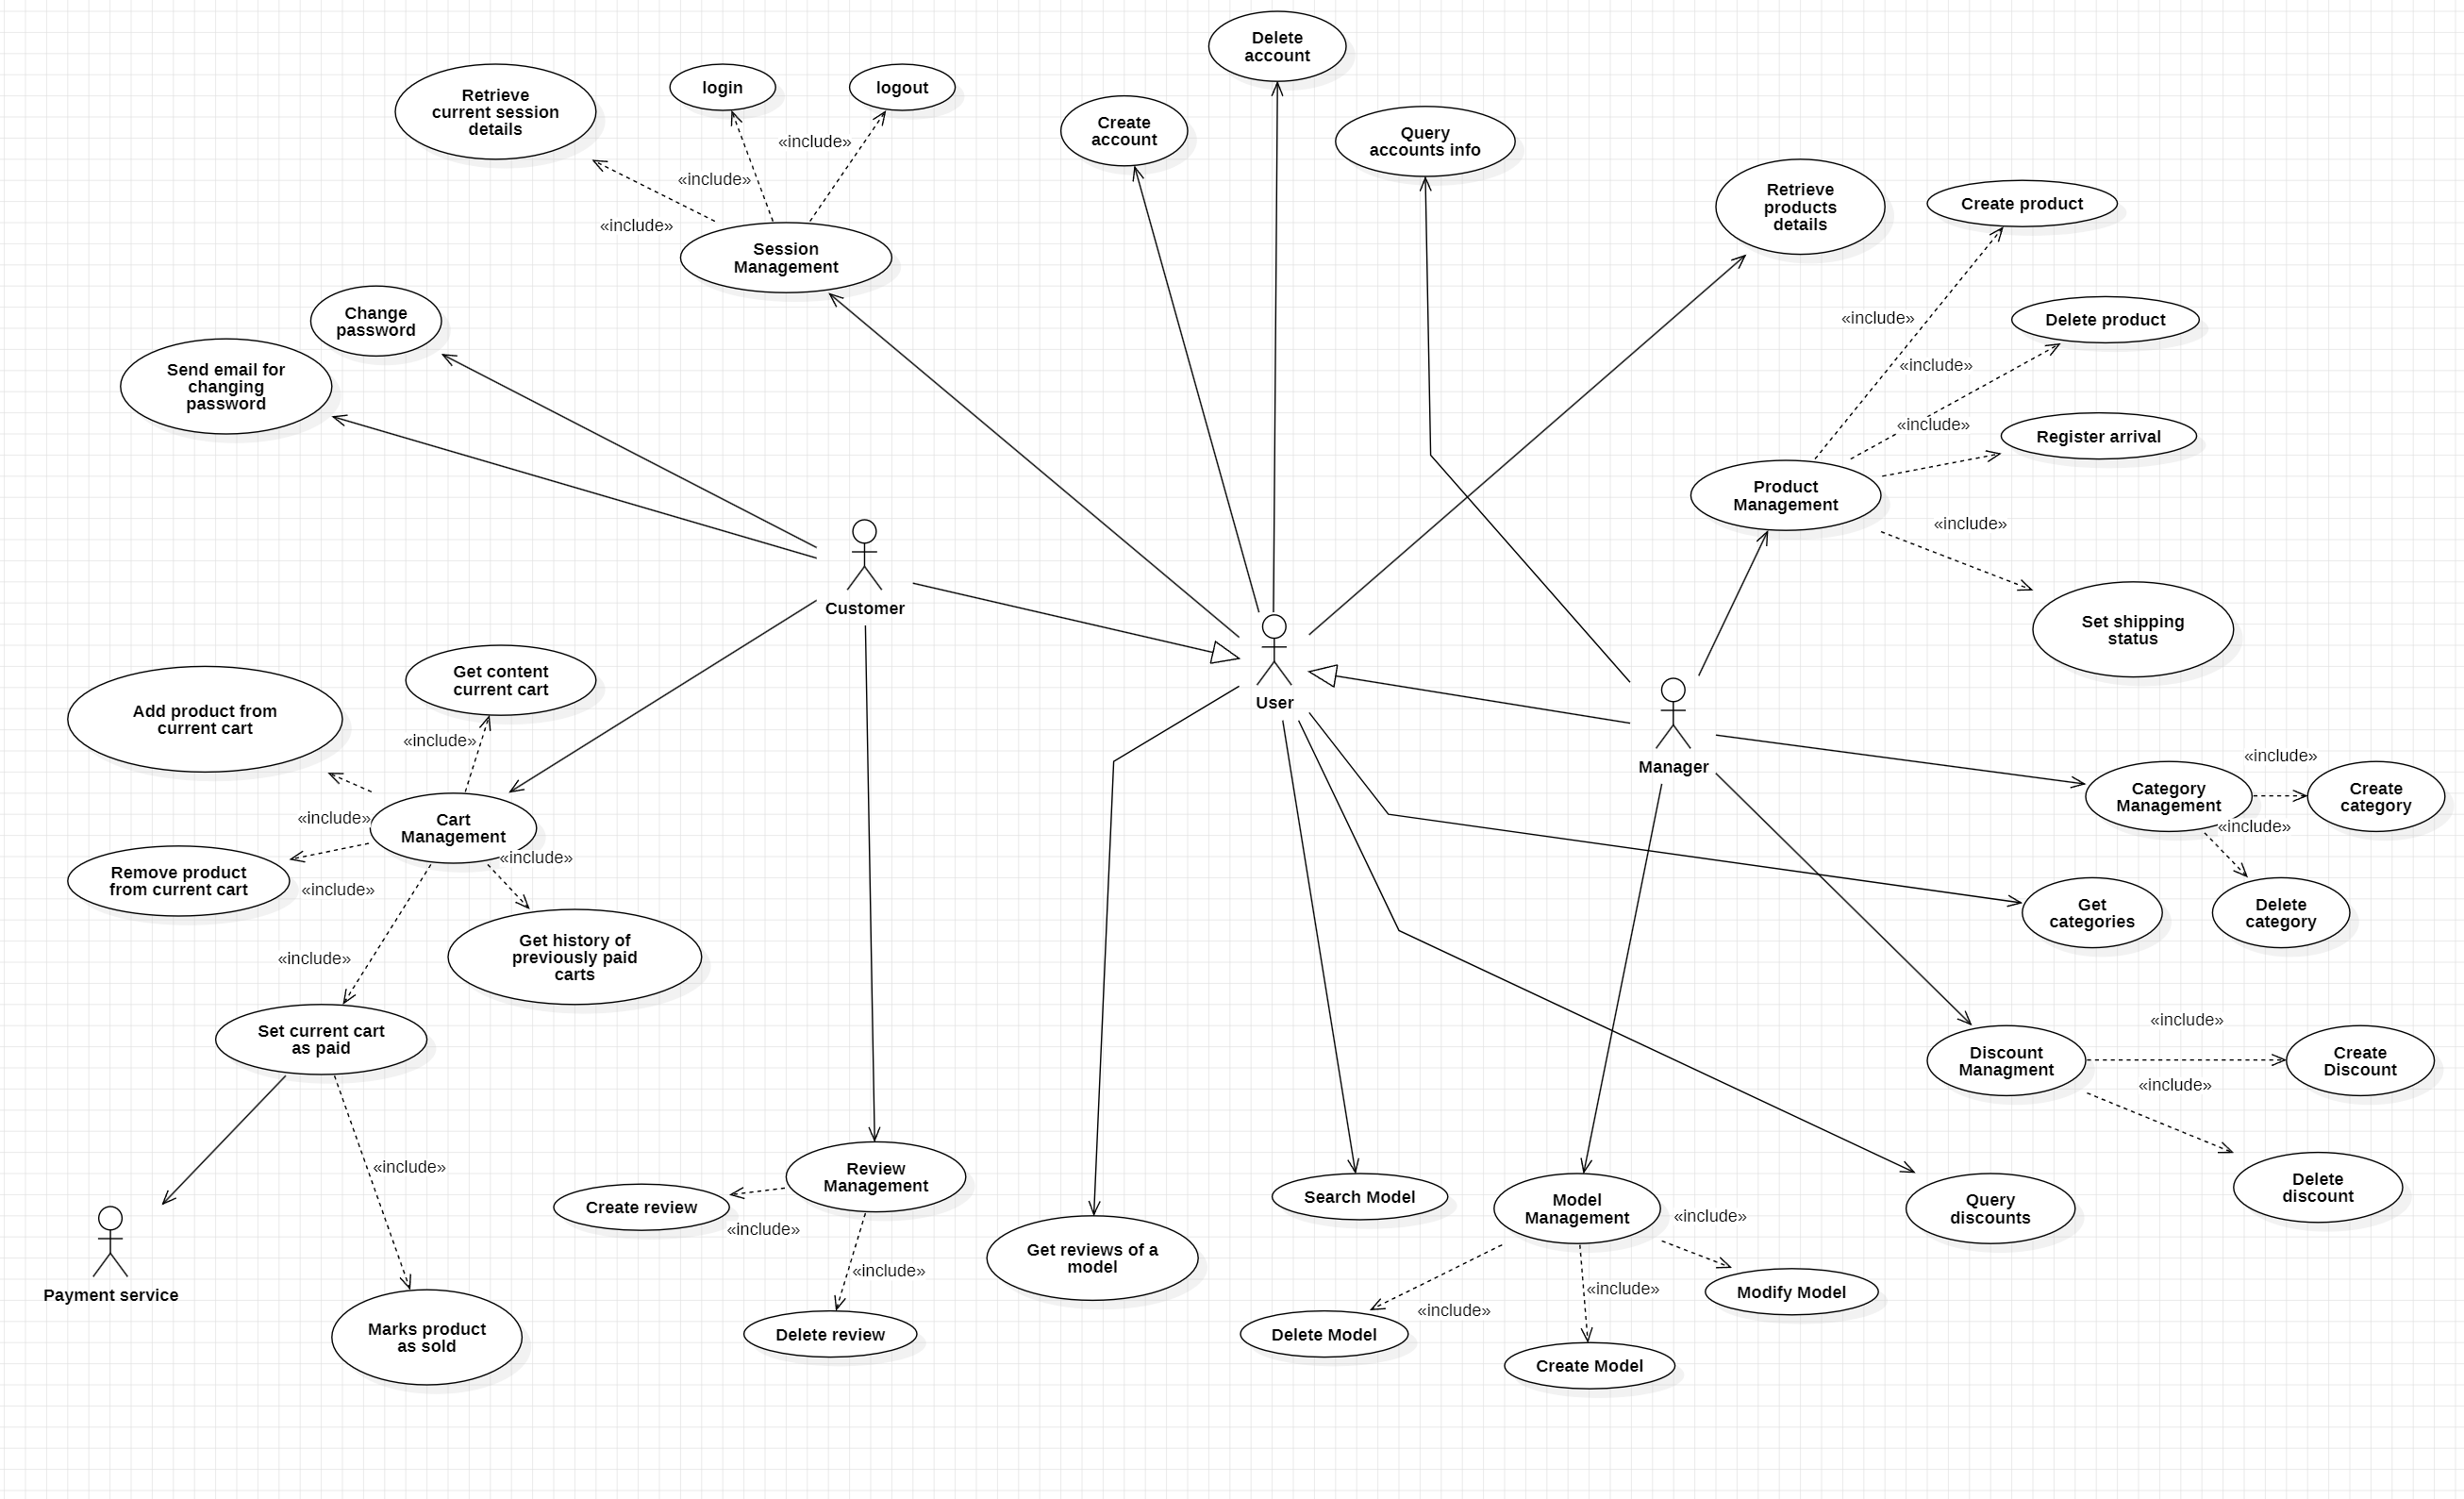 Delete
account
Retrieve
current session
details
login
logout
Create
account
Query
accounts info
«include»
«include»
«include»
Session
Management
Retrieve
products
details
Create product
Change
password
Send email for
changing
password
«include»
Delete product
«include»
«include»
Register arrival
Product
Management
«include»
Set shipping
status
Customer
User
Manager
Get content
current cart
Add product from
current cart
«include»
«include»
Cart
Management
«include»
Remove product
from current cart
«include»
Get history of
previously paid
carts
«include»
Set current cart
as paid
«include»
Payment service
Marks product
as sold
«include»
Category
Management
Create
category
«include»
Get
categories
Delete
category
«include»
Discount
Managment
Create
Discount
«include»
Delete
discount
Review
Management
Create review
«include»
«include»
Delete review
Get reviews of a
model
Search Model
Model
Management
«include»
Query
discounts
«include»
«include»
Modify Model
Delete Model
Create Model